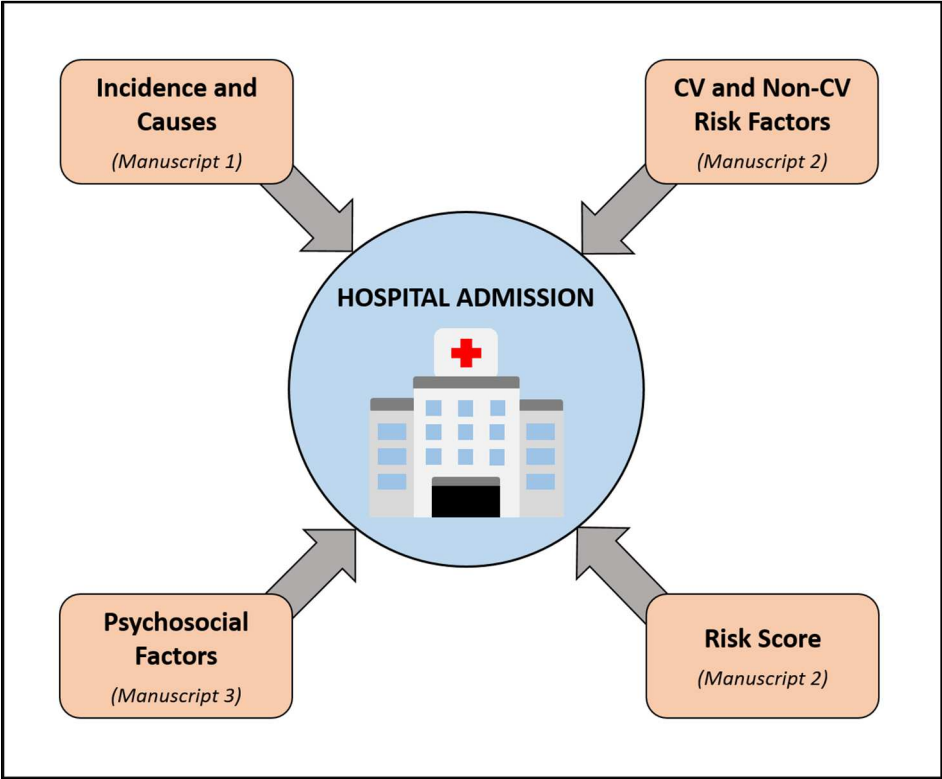 Incidence and
Causes
(Manuscript 1)
CV and Non-CV
Risk Factors
(Manuscript 2)
HOSPITAL ADMISSION
Psychosocial
Factors
(Manuscript 3)
Risk Score
(Manuscript 2)